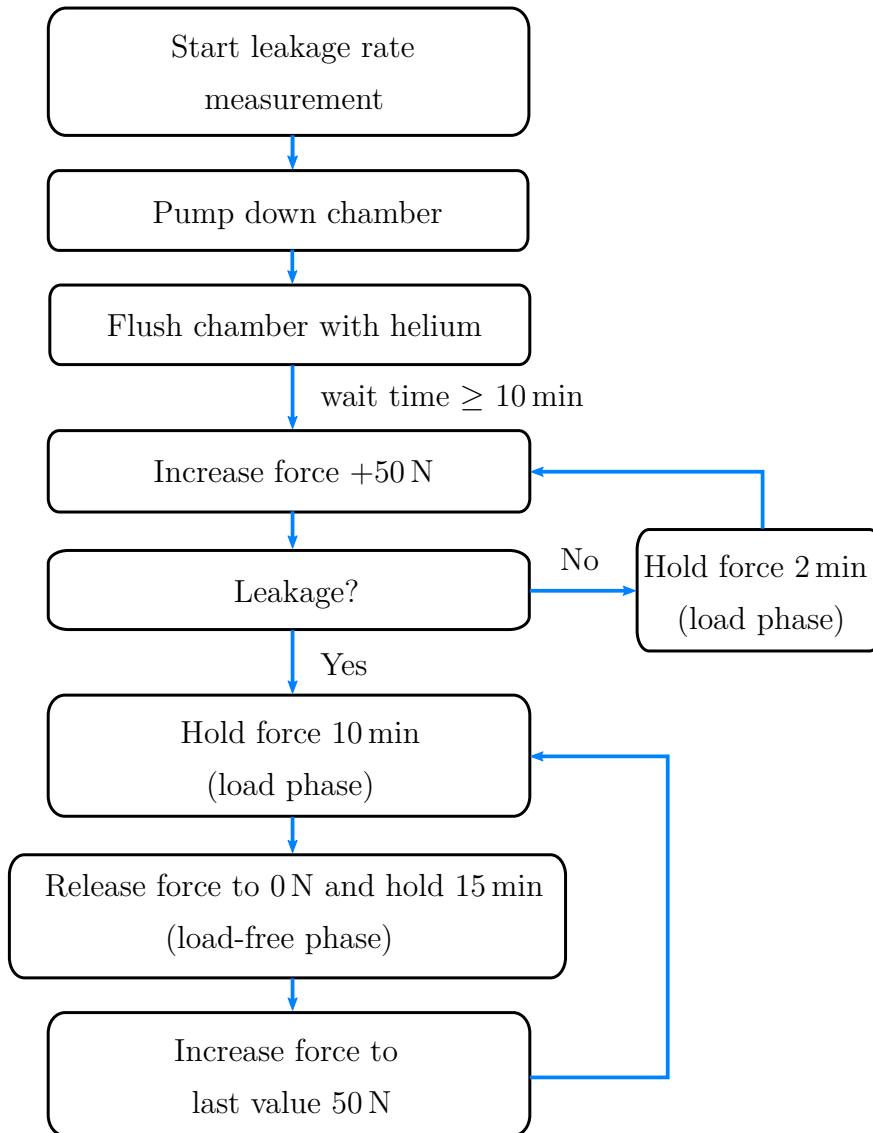 Start leakage rate
measurement
Pump down chamber
Flush chamber with helium
wait time ≥ 10 min
Increase force +50 N
Leakage?
No
Hold force 2 min
(load phase)
Yes
Hold force 10 min
(load phase)
Release force to 0 N and hold 15 min
(load-free phase)
Increase force to
last value 50 N